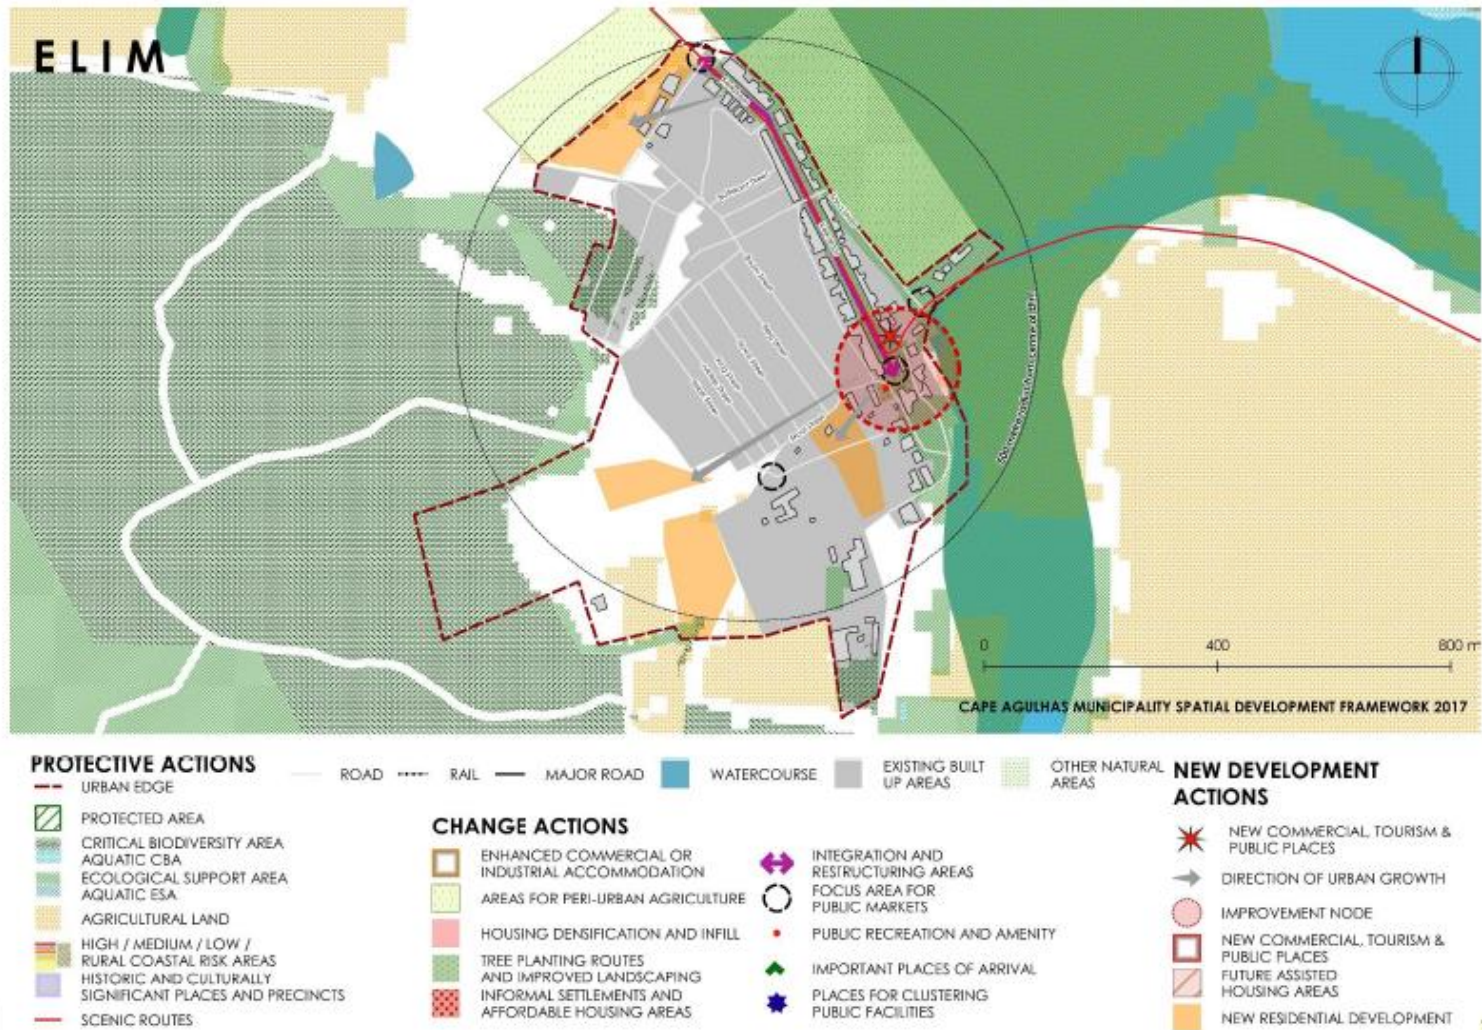 ELIM
0
400
800 m
CAPE AGULHAS MUNICIPALITY SPATIAL DEVELOPMENT FRAMEWORK 2017
PROTECTIVE ACTIONS
URBAN EDGE
PROTECTED AREA
CRITICAL BIODIVERSITY AREA
AQUATIC CBA
ECOLOGICAL SUPPORT AREA
AQUATIC ESA
AGRICULTURAL LAND
HIGH / MEDIUM / LOW /
RURAL COASTAL RISK AREAS
HISTORIC AND CULTURALLY
SIGNIFICANT PLACES AND PRECINCTS
SCENIC ROUTES
ROAD
RAIL
MAJOR ROAD
WATERCOURSE
EXISTING BUILT
UP AREAS
OTHER NATURAL
AREAS
CHANGE ACTIONS
ENHANCED COMMERCIAL OR
INDUSTRIAL ACCOMMODATION
AREAS FOR PERI-URBAN AGRICULTURE
HOUSING DENSIFICATION AND INFILL
TREE PLANTING ROUTES
AND IMPROVED LANDSCAPING
INFORMAL SETTLEMENTS AND
AFFORDABLE HOUSING AREAS
INTEGRATION AND
RESTRUCTURING AREAS
FOCUS AREA FOR
PUBLIC MARKETS
PUBLIC RECREATION AND AMENITY
IMPORTANT PLACES OF ARRIVAL
PLACES FOR CLUSTERING
PUBLIC FACILITIES
NEW DEVELOPMENT
ACTIONS
NEW COMMERCIAL, TOURISM &
PUBLIC PLACES
DIRECTION OF URBAN GROWTH
IMPROVEMENT NODE
NEW COMMERCIAL, TOURISM &
PUBLIC PLACES
FUTURE ASSISTED
HOUSING AREAS
NEW RESIDENTIAL DEVELOPMENT